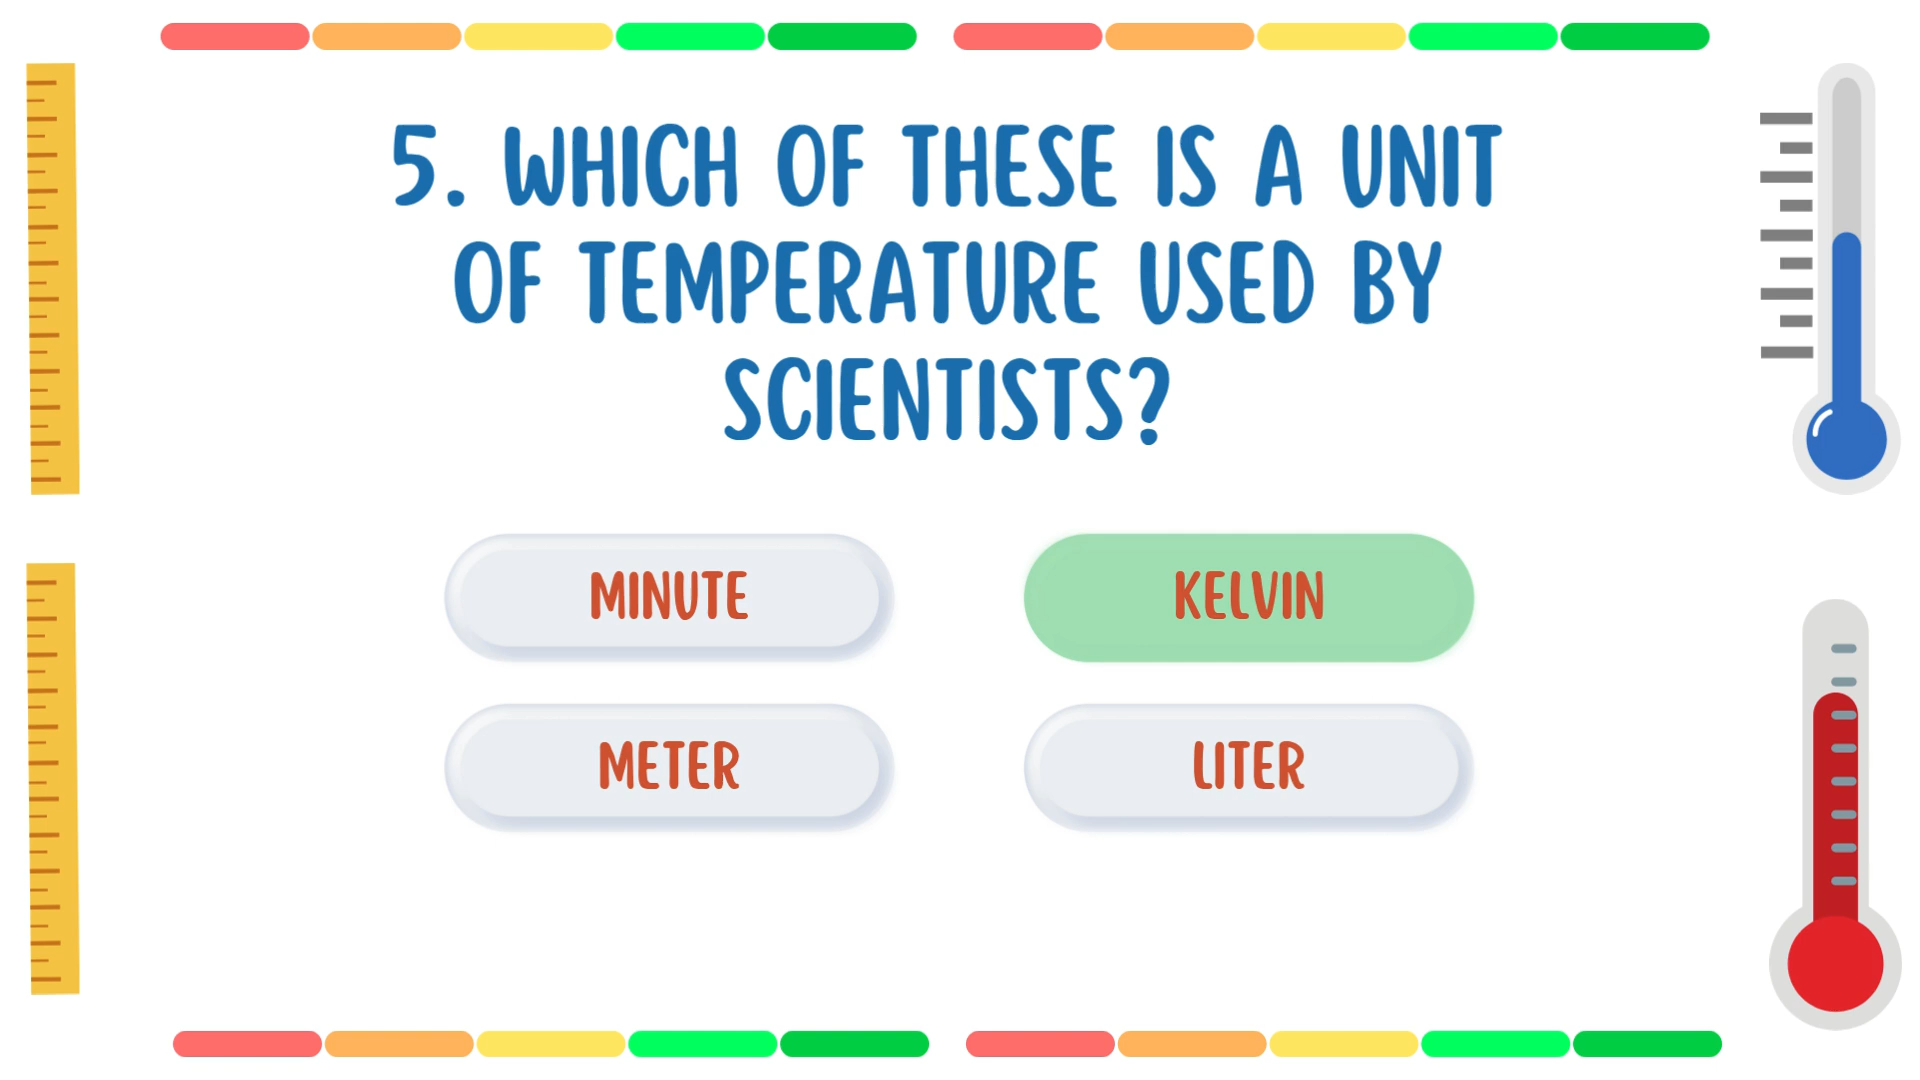 5. WHICH OF THESE IS A UNIT
OF TEMPERATURE USED BY
SCIENTISTS?
MINUTE
KELVIN
METER
LITER